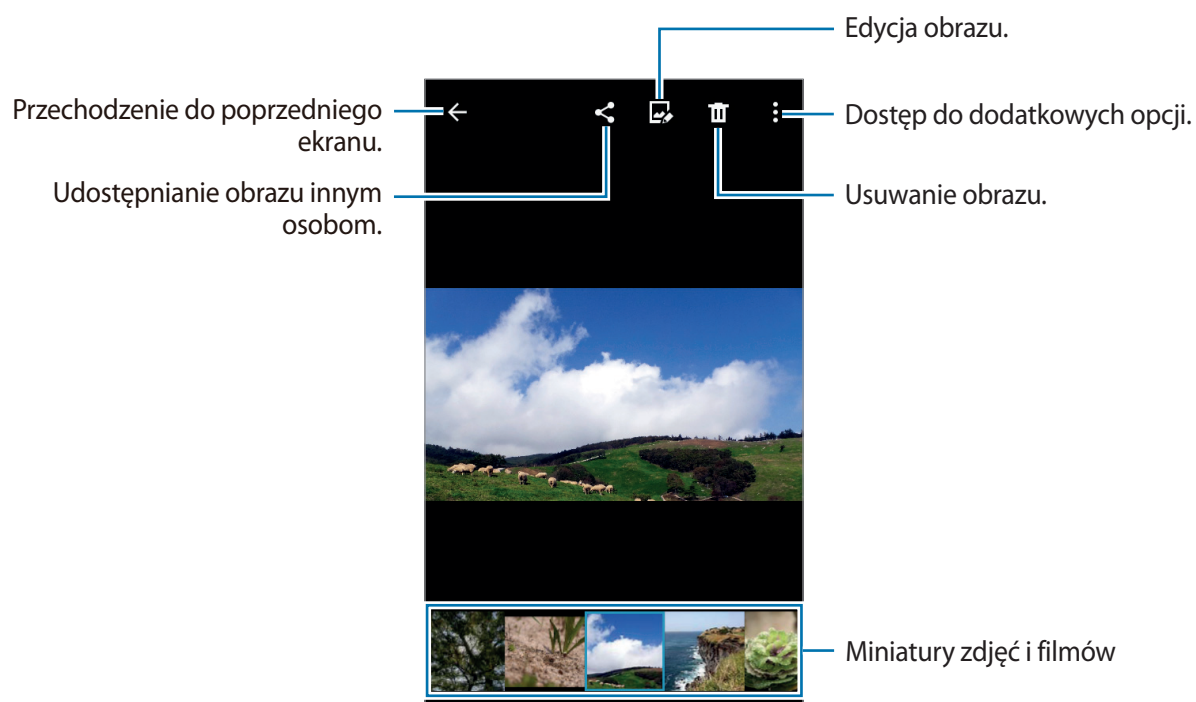 Edycja obrazu.
Przechodzenie do poprzedniego
ekranu.
Dostęp do dodatkowych opcji.
Udostępnianie obrazu innym
osobom.
Usuwanie obrazu.
Miniatury zdjęć i filmów